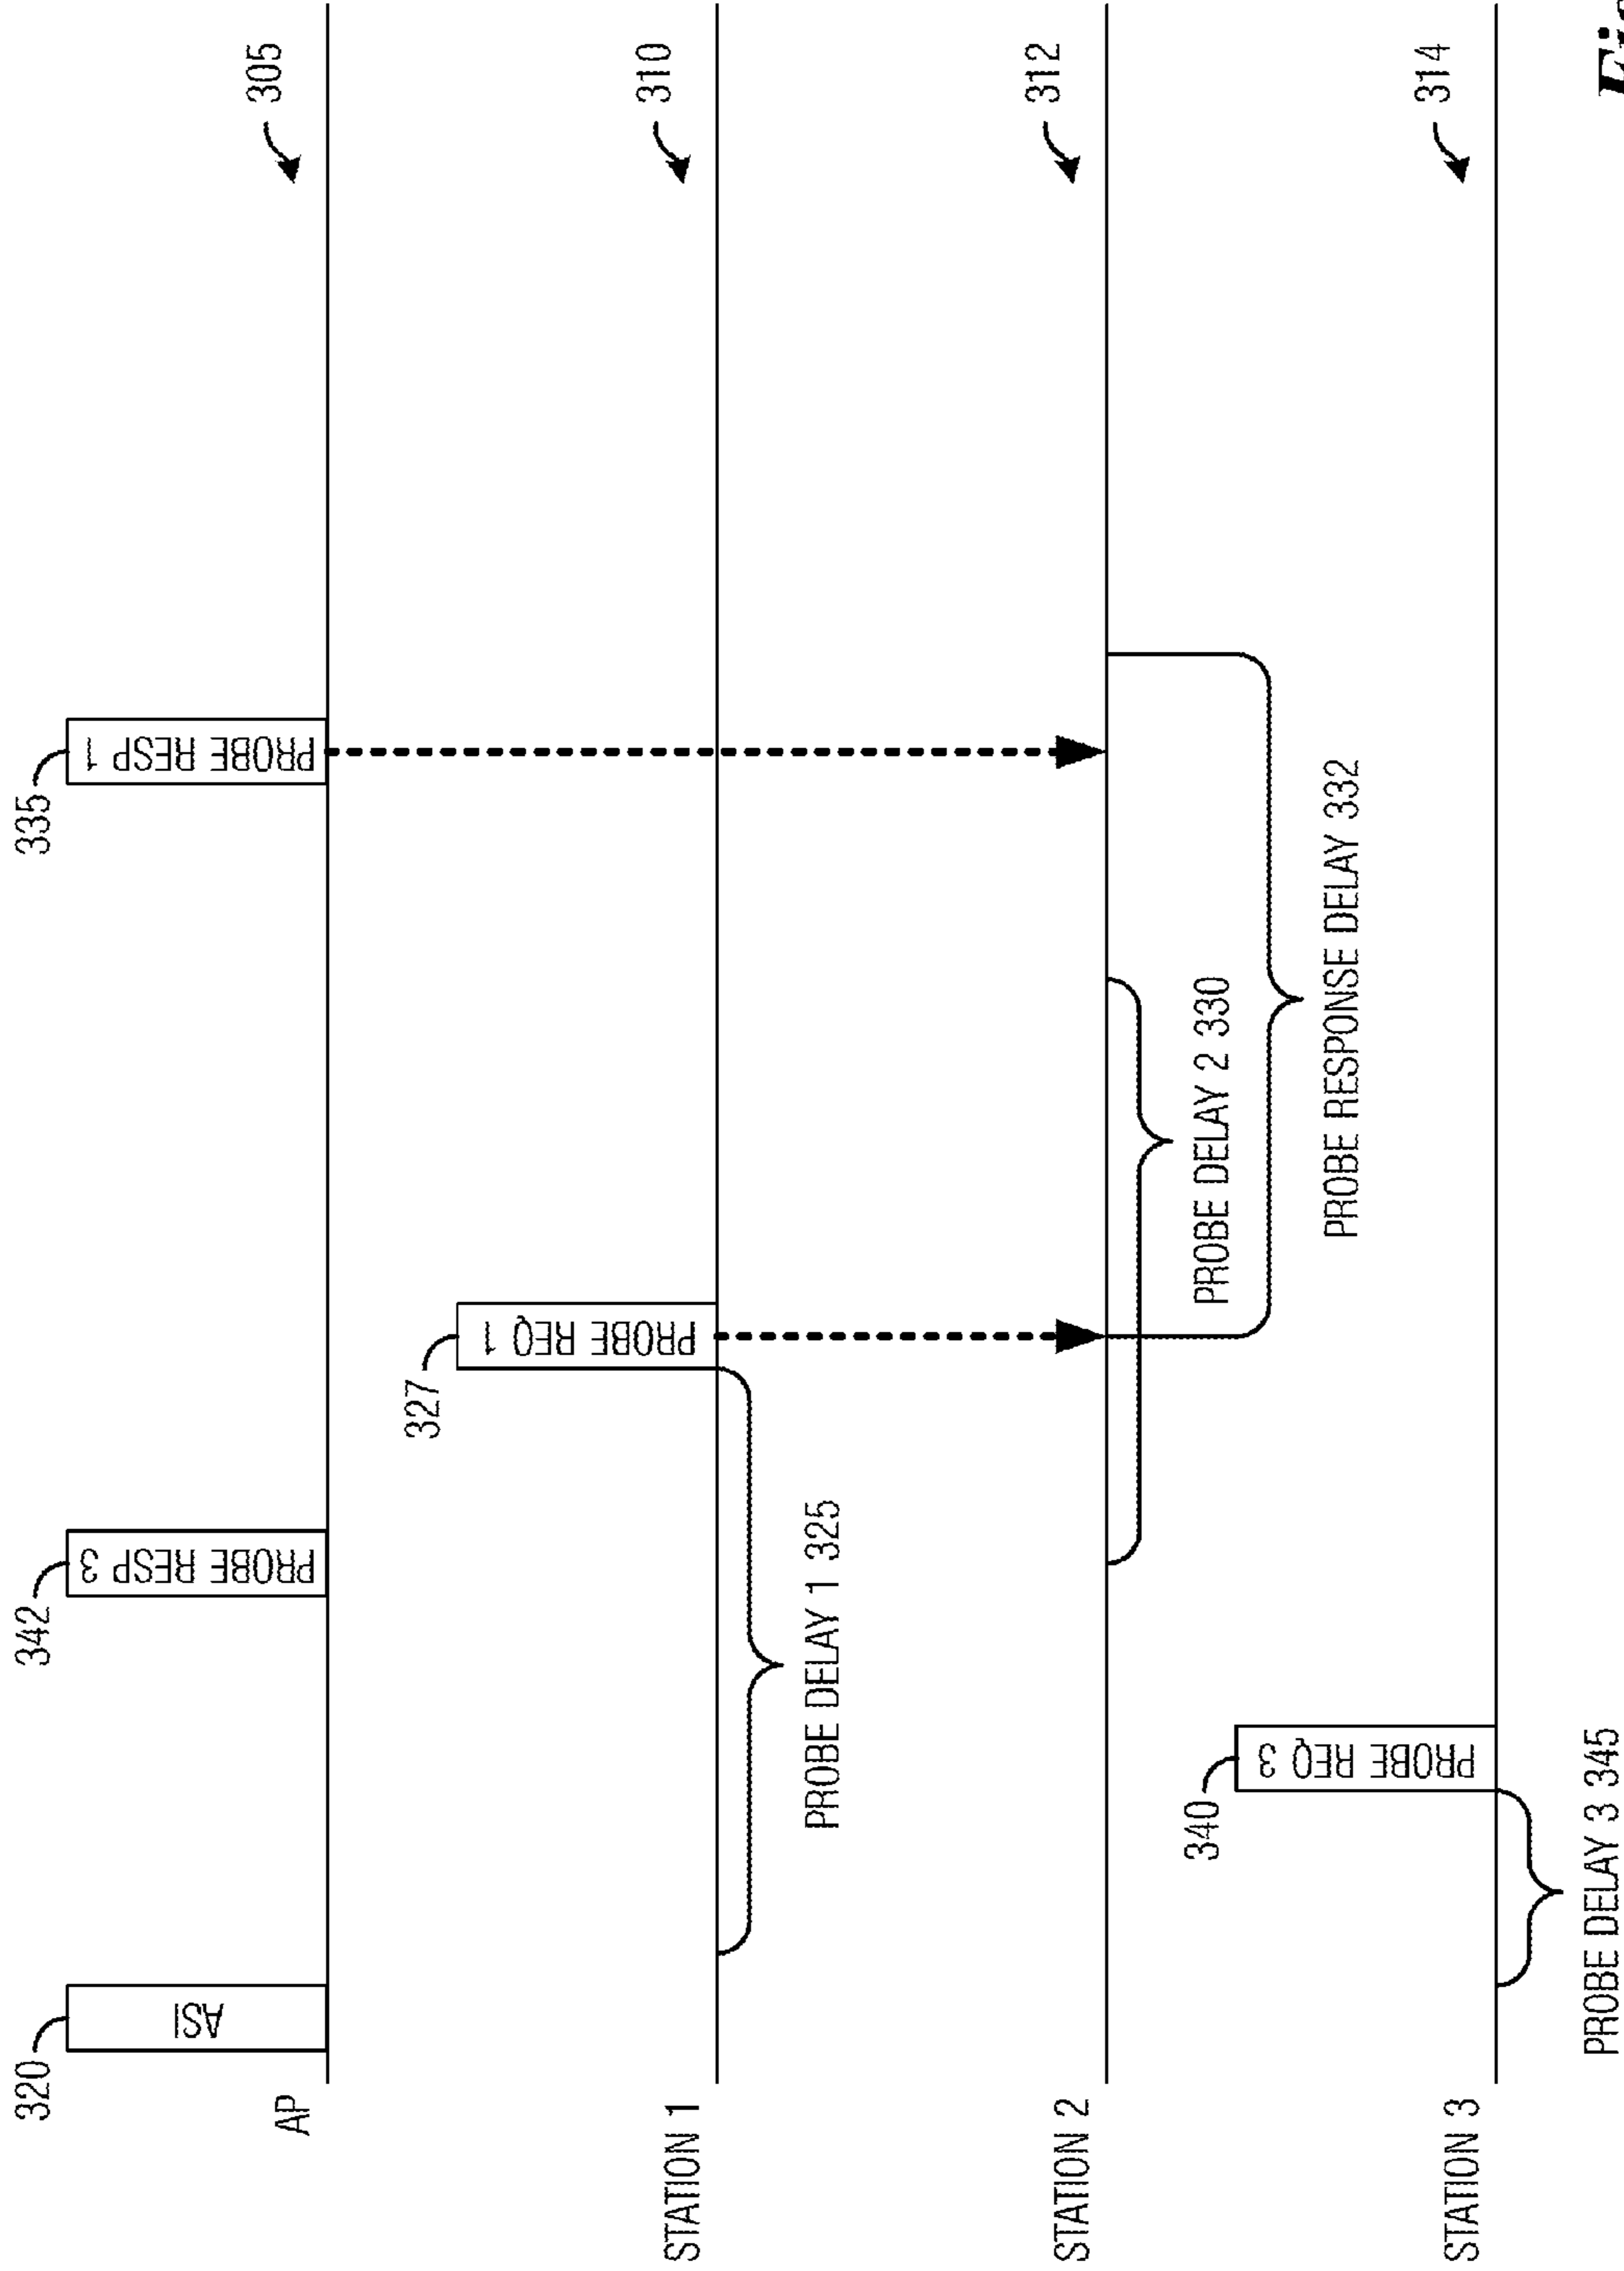 320
ASI
342
PROBE RESP 3
335
PROBE RESP 1
AP
305
327
PROBE REQ 1
STATION 1
310
PROBE DELAY 1 325
STATION 2
312
PROBE DELAY 2 330
PROBE RESPONSE DELAY 332
340
PROBE REQ 3
STATION 3
314
PROBE DELAY 3 345